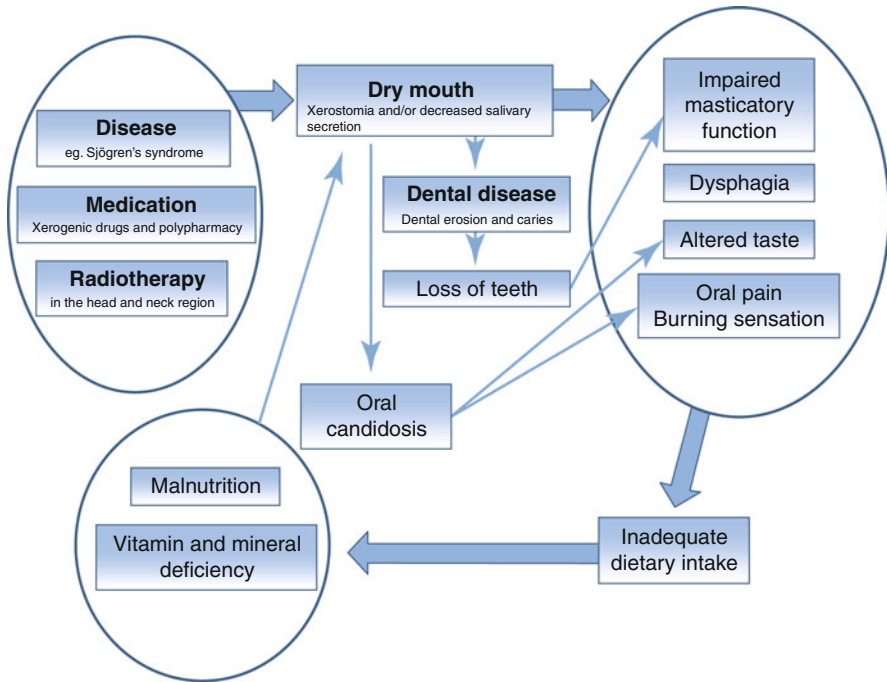 Disease
eg. Sjögren's syndrome
Medication
Xerogenic drugs and polypharmacy
Radiotherapy
in the head and neck region
Dry mouth
Xerostomia and/or decreased salivary
secretion
Dental disease
Dental erosion and caries
Loss of teeth
Oral
candidosis
Impaired
masticatory
function
Dysphagia
Altered taste
Oral pain
Burning sensation
Inadequate
dietary intake
Malnutrition
Vitamin and mineral
deficiency